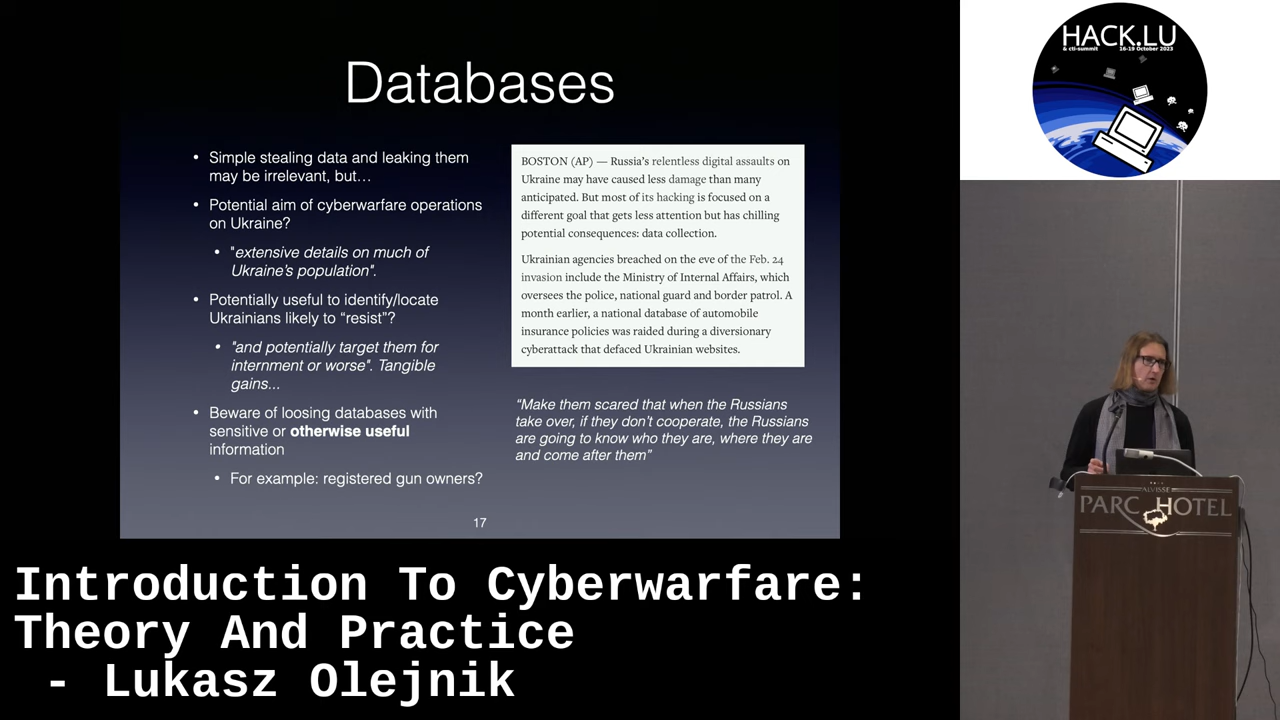 Databases
• Simple stealing data and leaking them
may be irrelevant, but…
• Potential aim of cyberwarfare operations
on Ukraine?
• "extensive details on much of
Ukraine's population".
• Potentially useful to identify/locate
Ukrainians likely to “resist”?
• "and potentially target them for
internment or worse". Tangible
gains...
• Beware of loosing databases with
sensitive or otherwise useful
information
• For example: registered gun owners?
BOSTON (AP) — Russia's relentless digital assaults on
Ukraine may have caused less damage than many
anticipated. But most of its hacking is focused on a
different goal that gets less attention but has chilling
potential consequences: data collection.
Ukrainian agencies breached on the eve of the Feb. 24
invasion include the Ministry of Internal Affairs, which
oversees the police, national guard and border patrol. A
month earlier, a national database of automobile
insurance policies was raided during a diversionary
cyberattack that defaced Ukrainian websites.
“Make them scared that when the Russians
take over, if they don't cooperate, the Russians
are going to know who they are, where they are
and come after them”
17
HACK.LU
& cti-summit 16-19 October 2023
ALVISSE
PARC HOTEL
Introduction To Cyberwarfare:
Theory And Practice
- Lukasz Olejnik